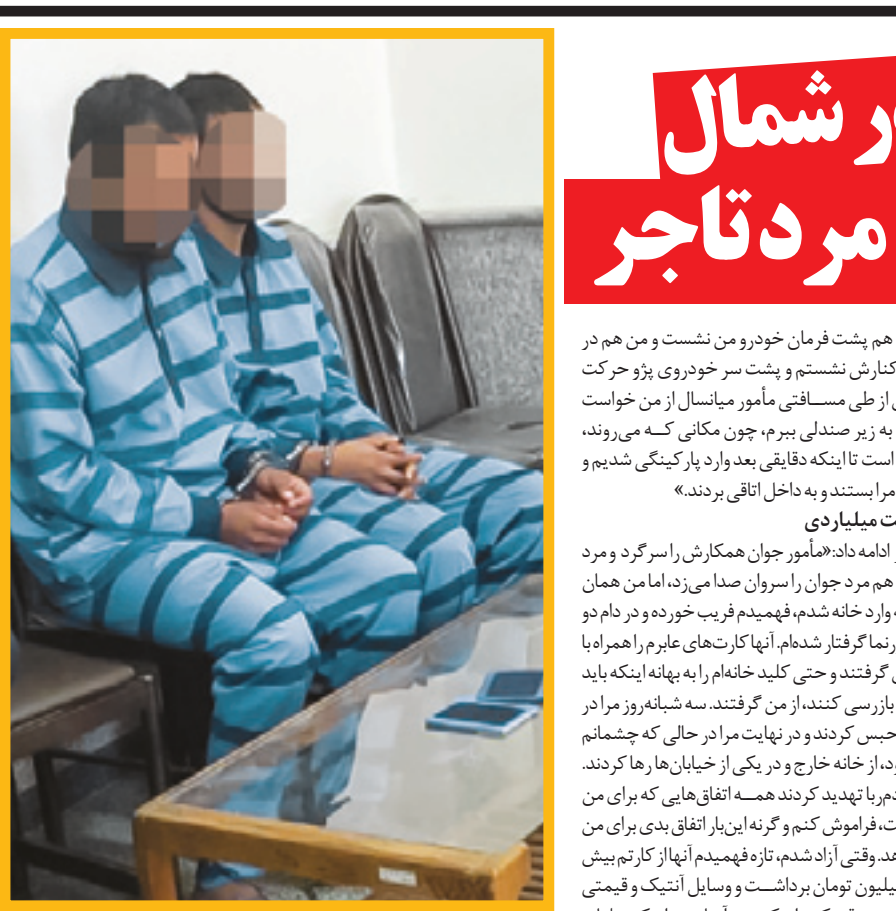 شمال
مرد تاجر
هم پشت فرمان خودرو من نشست و من هم در
کنارش نشستم و پشت سر خودروی پژو حرکت
از طی مسافتی مأمور میانسال از من خواست
به زیر صندلی ببرم، چون مکانی که می‌روند،
است تا اینکه دقایقی بعد وارد پارکینگی شدیم و
مرا بستند و به داخل اتاقی بردند.»
میلیاردی
ادامه داد: «مأمور جوان همکارش را سرگرد و مرد
هم مرد جوان را سروان صدا می‌زد، اما من همان
وارد خانه شدم، فهمیدم فریب خورده و در دام دو
گرفتار شده‌ام. آنها کارت‌های عابرم را همراه با
گرفتند و حتی کلید خانه‌ام را به بهانه اینکه باید
بازرسی کنند، از من گرفتند. سه شبانه‌روز مرا در
حبس کردند و در نهایت مرا در حالی که چشمانم
از خانه خارج و در یکی از خیابان‌ها رها کردند.
تهدید کردند همه اتفاق‌هایی که برای من
فراموش کنم و گرنه این‌بار اتفاق بدی برای من
وقتی آزاد شدم، تازه فهمیدم آنها از کارتم بیش
تومان برداشت و وسایل آنتیک و قیمتی